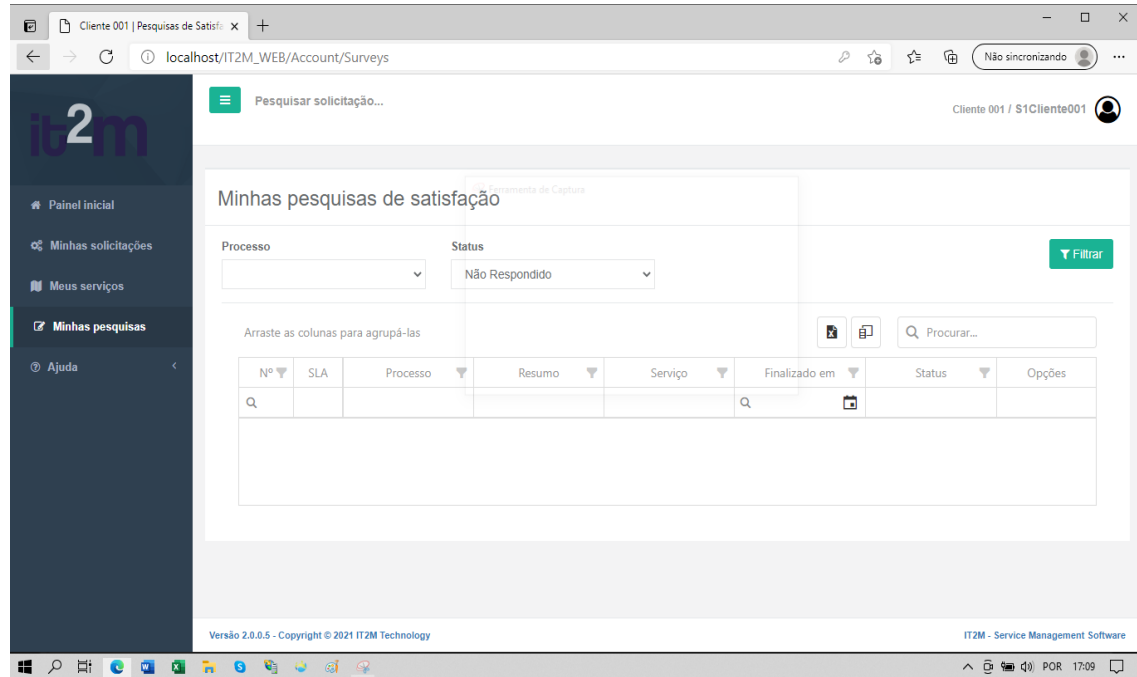 Cliente 001 | Pesquisas de Satisfa
localhost/IT2M_WEB/Account/Surveys
Não sincronizando
it2m
Pesquisar solicitação...
Cliente 001 / S1Cliente001
Ferramenta de Captura
Minhas pesquisas de satisfação
Painel inicial
Minhas solicitações
Meus serviços
Minhas pesquisas
Ajuda
Processo
Status
Não Respondido
Filtrar
Arraste as colunas para agrupá-las
Procurar...
Nº SLA Processo Resumo Serviço Finalizado em Status Opções
Versão 2.0.0.5 - Copyright © 2021 IT2M Technology
IT2M - Service Management Software
POR 17:09